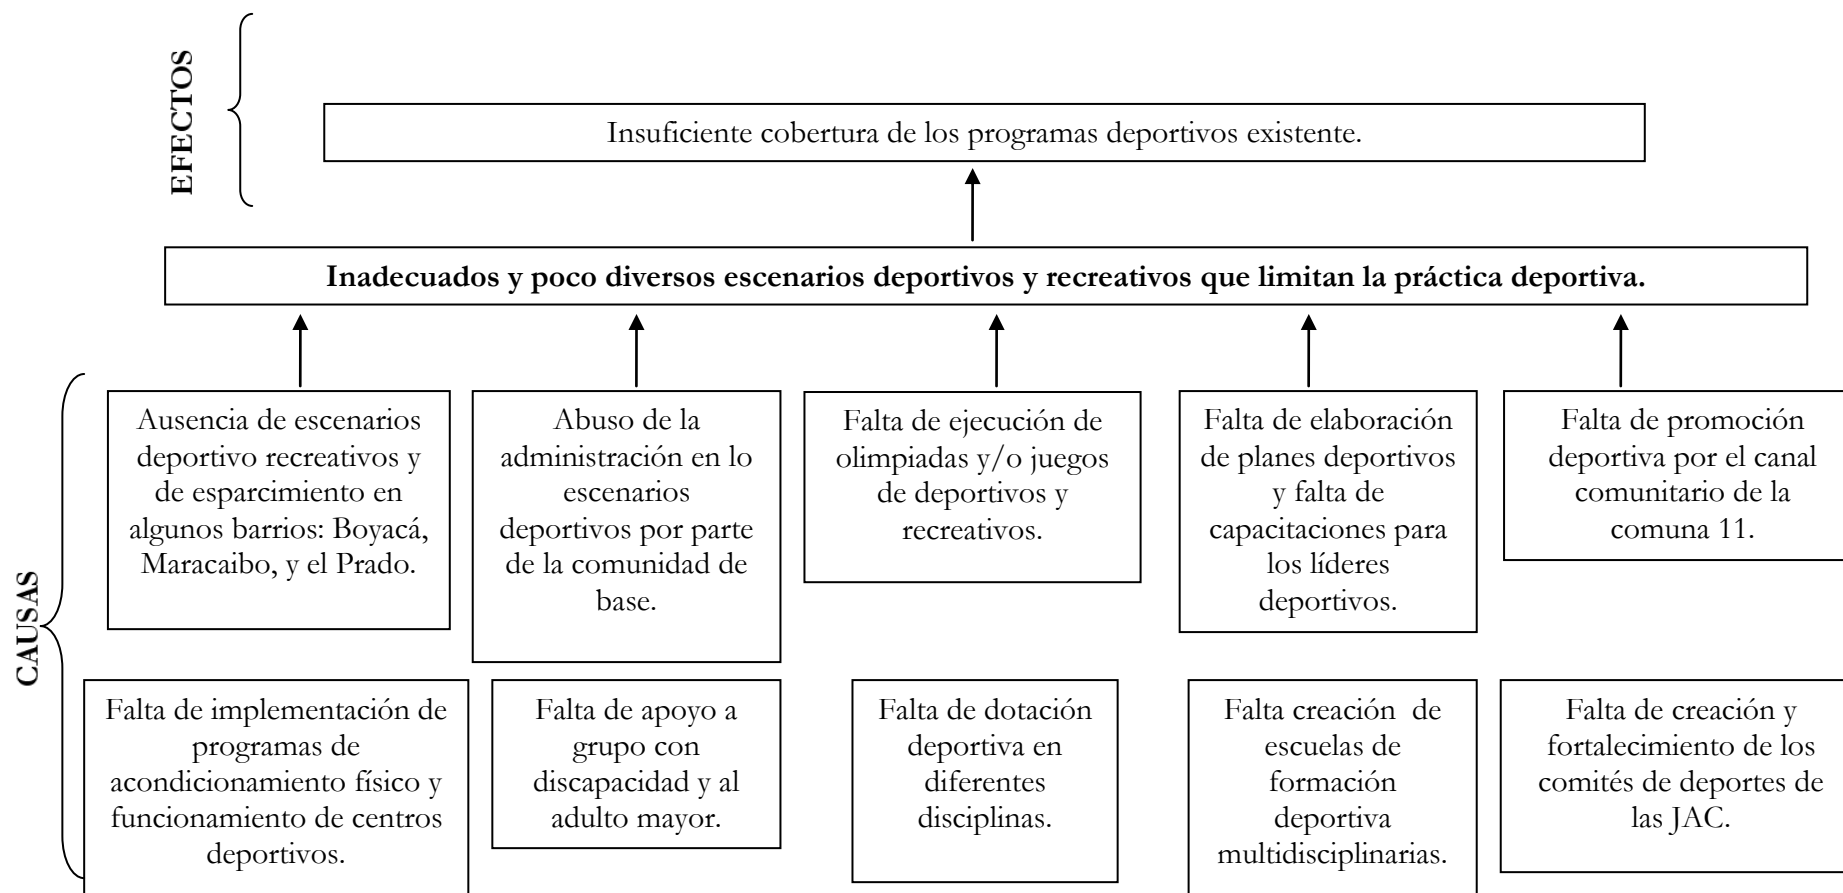 EFECTOS
Insuficiente cobertura de los programas deportivos existente.
Inadecuados y poco diversos escenarios deportivos y recreativos que limitan la práctica deportiva.
CAUSAS
Ausencia de escenarios
deportivo recreativos y
de esparcimiento en
algunos barrios: Boyacá,
Maracaibo, y el Prado.
Abuso de la
administración en lo
escenarios
deportivos por parte
de la comunidad de
base.
Falta de ejecución de
olimpiadas y/o juegos
de deportivos y
recreativos.
Falta de elaboración
de planes deportivos
y falta de
capacitaciones para
los líderes
deportivos.
Falta de promoción
deportiva por el canal
comunitario de la
comuna 11.
Falta de implementación de
programas de
acondicionamiento físico y
funcionamiento de centros
deportivos.
Falta de apoyo a
grupo con
discapacidad y al
adulto mayor.
Falta de dotación
deportiva en
diferentes
disciplinas.
Falta creación  de
escuelas de
formación
deportiva
multidisciplinarias.
Falta de creación y
fortalecimiento de los
comités de deportes de
las JAC.